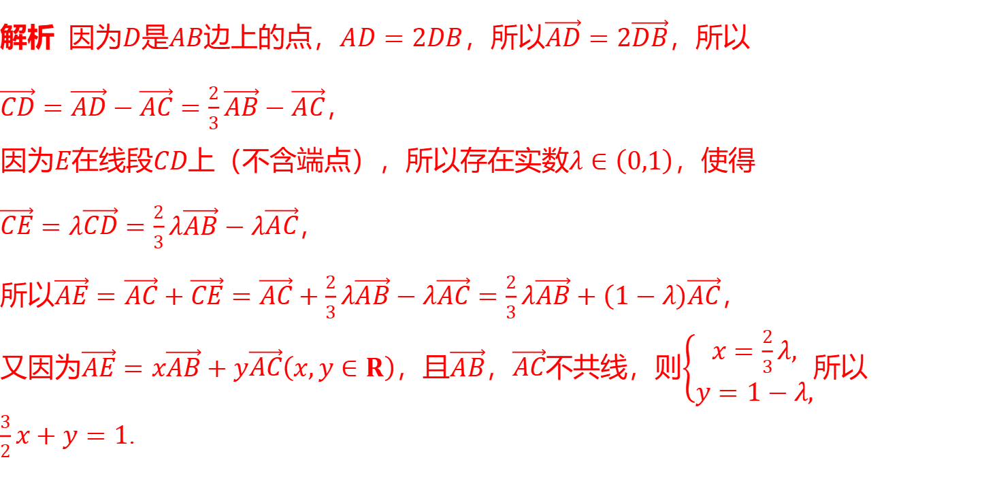 解析 因为$D$是$AB$边上的点，$AD = 2DB$，所以$\overrightarrow{AD} = 2\overrightarrow{DB}$，所以
$\overrightarrow{CD} = \overrightarrow{AD} - \overrightarrow{AC} = \frac{2}{3}\overrightarrow{AB} - \overrightarrow{AC}$，
因为$E$在线段$CD$上（不含端点），所以存在实数$\lambda \in (0,1)$，使得
$\overrightarrow{CE} = \lambda\overrightarrow{CD} = \frac{2}{3}\lambda\overrightarrow{AB} - \lambda\overrightarrow{AC}$，
所以$\overrightarrow{AE} = \overrightarrow{AC} + \overrightarrow{CE} = \overrightarrow{AC} + \frac{2}{3}\lambda\overrightarrow{AB} - \lambda\overrightarrow{AC} = \frac{2}{3}\lambda\overrightarrow{AB} + (1 - \lambda)\overrightarrow{AC}$，
又因为$\overrightarrow{AE} = x\overrightarrow{AB} + y\overrightarrow{AC}(x, y \in \mathbf{R})$，且$\overrightarrow{AB}$，$\overrightarrow{AC}$不共线，则$\begin{cases} x = \frac{2}{3}\lambda, \\ y = 1 - \lambda, \end{cases}$所以
$\frac{3}{2}x + y = 1.$